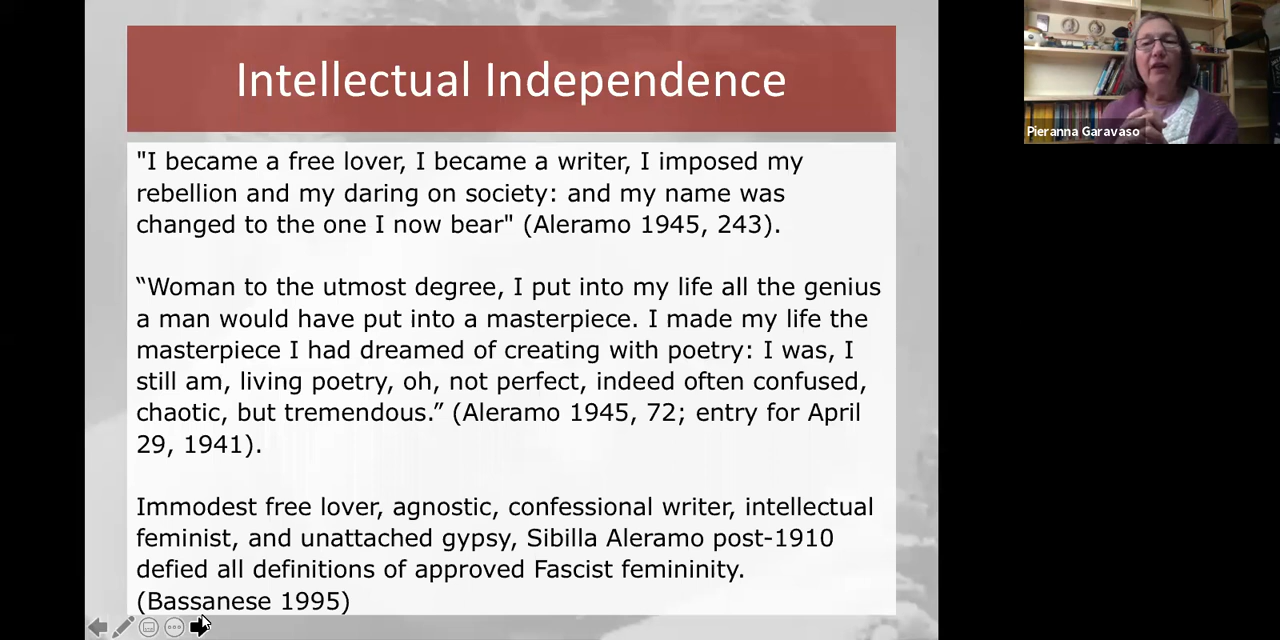 Intellectual Independence
"I became a free lover, I became a writer, I imposed my
rebellion and my daring on society: and my name was
changed to the one I now bear" (Aleramo 1945, 243).
“Woman to the utmost degree, I put into my life all the genius
a man would have put into a masterpiece. I made my life the
masterpiece I had dreamed of creating with poetry: I was, I
still am, living poetry, oh, not perfect, indeed often confused,
chaotic, but tremendous.” (Aleramo 1945, 72; entry for April
29, 1941).
Immodest free lover, agnostic, confessional writer, intellectual
feminist, and unattached gypsy, Sibilla Aleramo post-1910
defied all definitions of approved Fascist femininity.
(Bassanese 1995)
Pieranna Garavaso